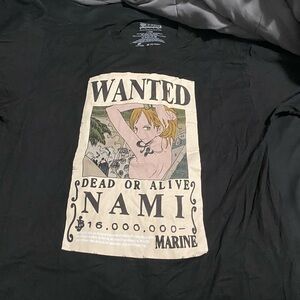 WANTED
DEAD OR ALIVE
NAMI
16,000,000-
MARINE